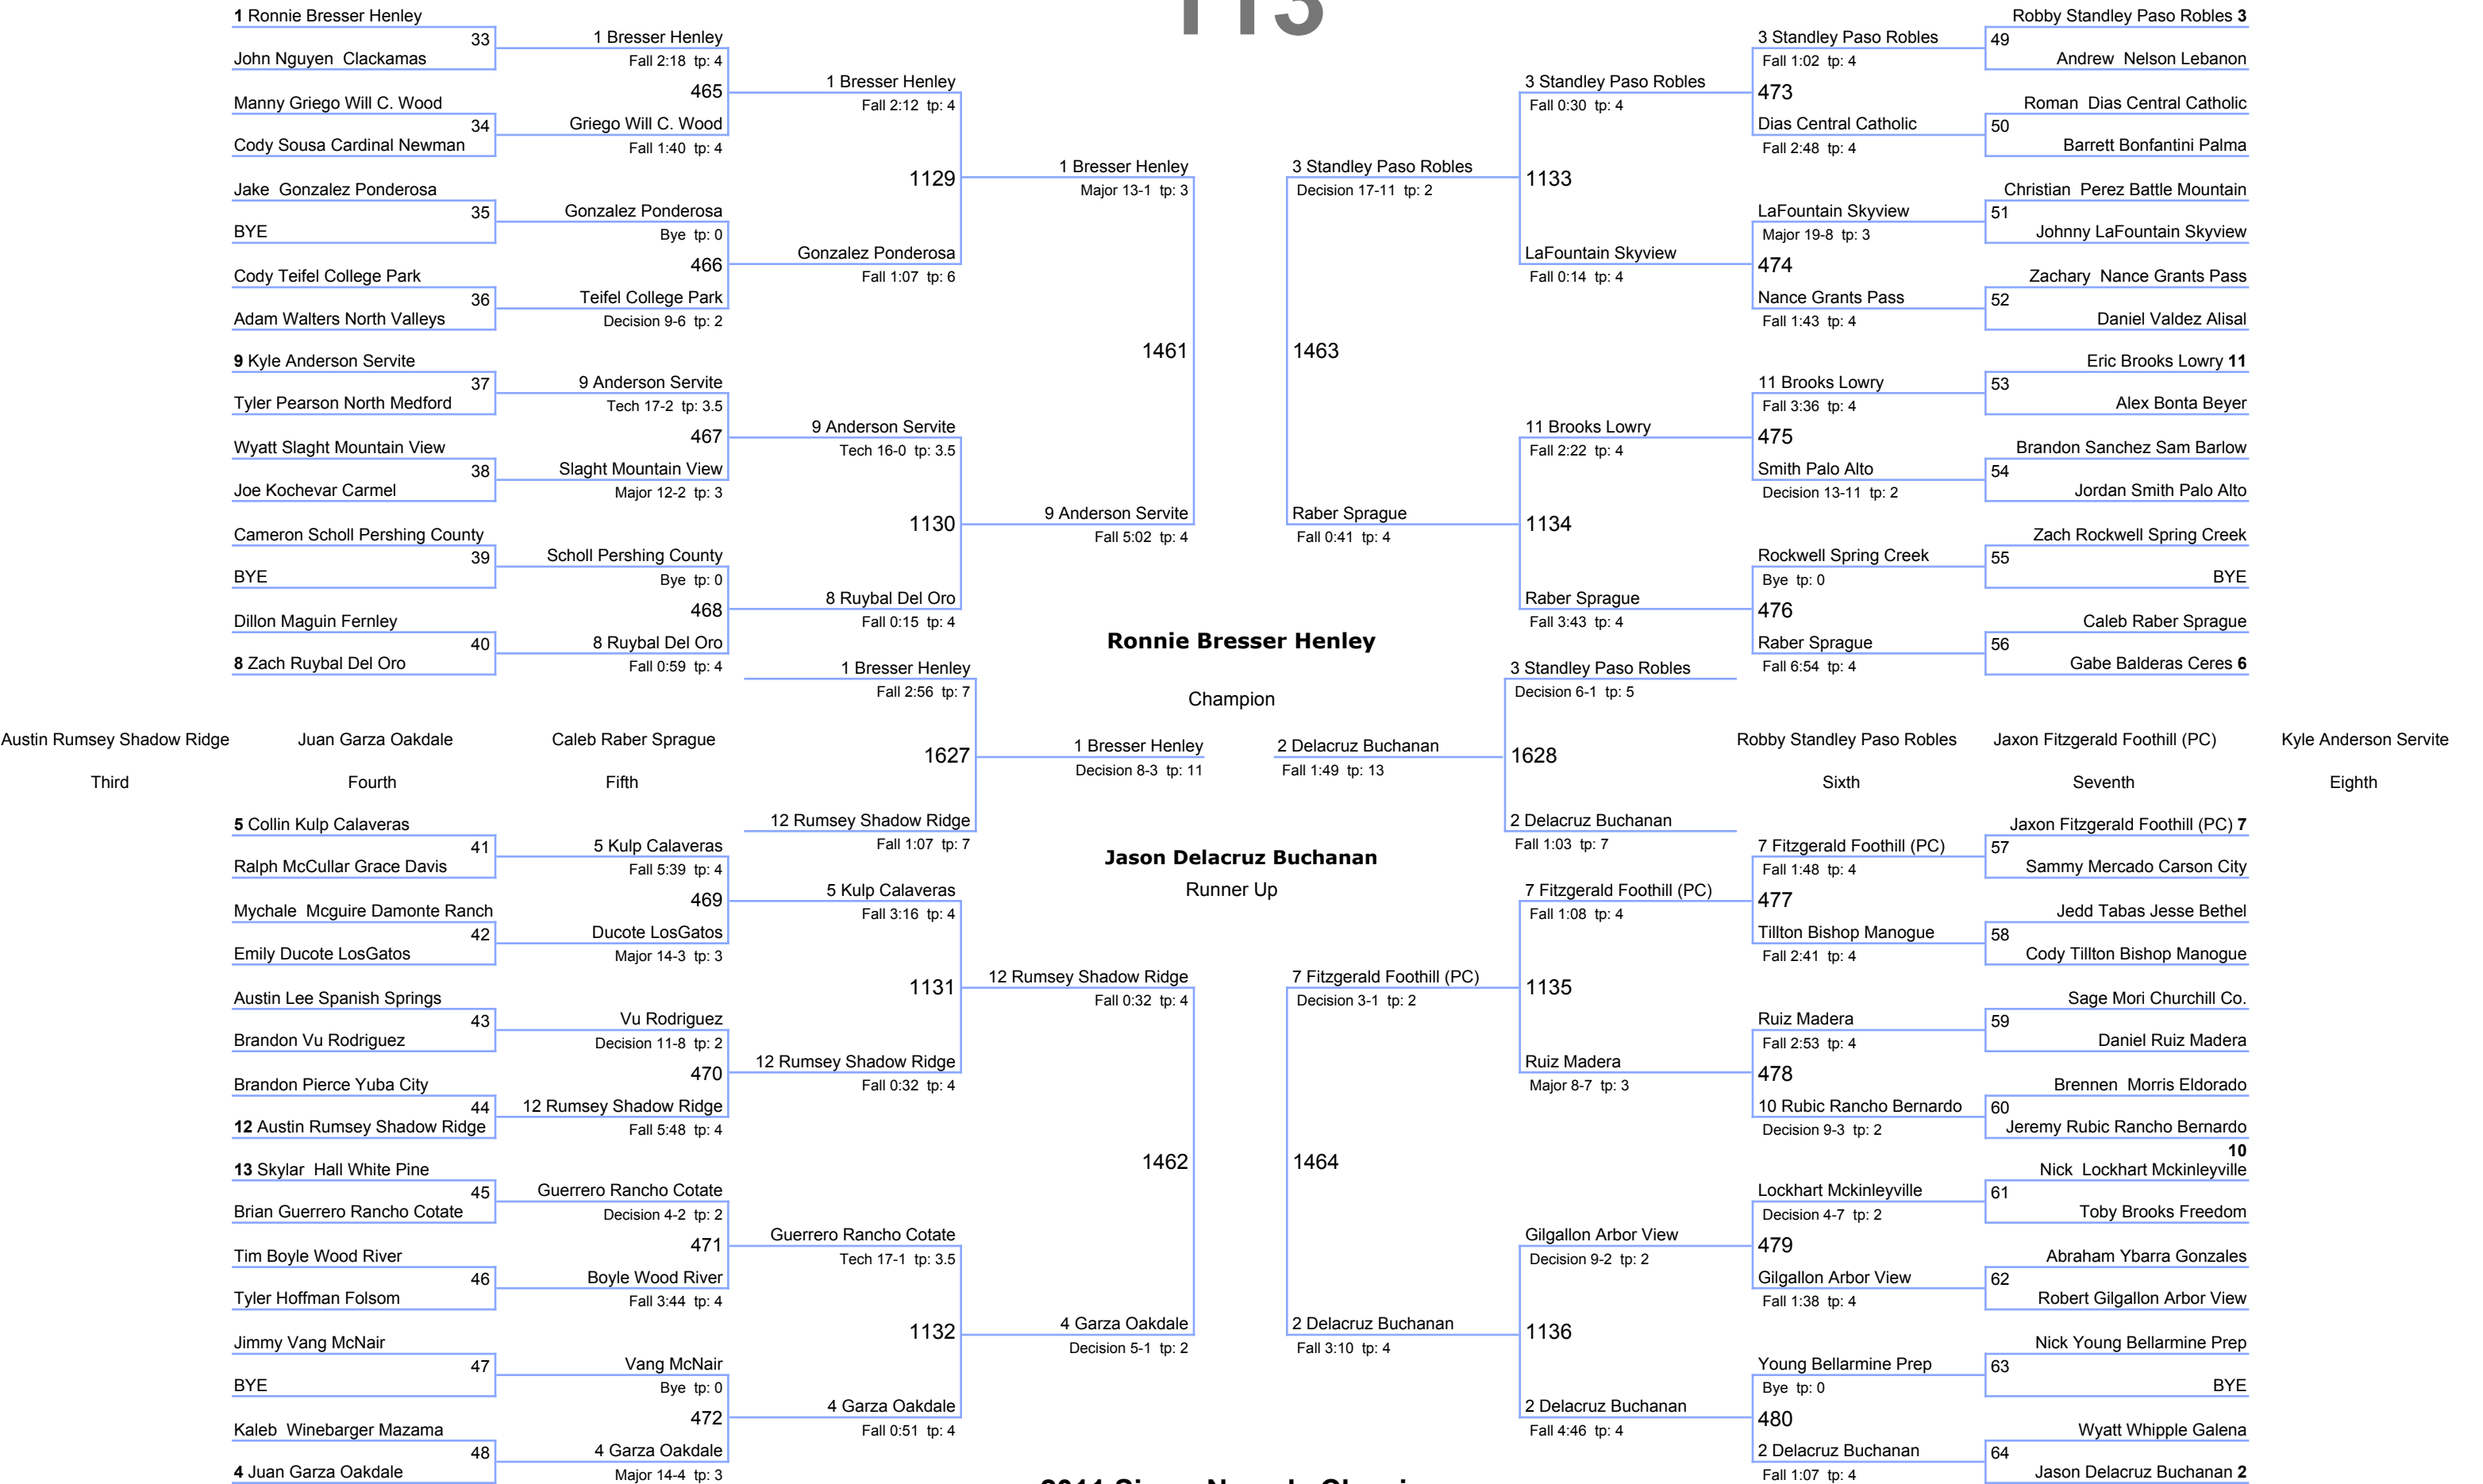 113
1 Ronnie Bresser Henley
33
John Nguyen  Clackamas
Manny Griego Will C. Wood
34
Cody Sousa Cardinal Newman
Jake  Gonzalez Ponderosa
35
BYE
Cody Teifel College Park
36
Adam Walters North Valleys
9 Kyle Anderson Servite
37
Tyler Pearson North Medford
Wyatt Slaght Mountain View
38
Joe Kochevar Carmel
Cameron Scholl Pershing County
39
BYE
Dillon Maguin Fernley
40
8 Zach Ruybal Del Oro
1 Bresser Henley
Fall 2:18  tp: 4
465
Griego Will C. Wood
Fall 1:40  tp: 4
Gonzalez Ponderosa
Bye  tp: 0
466
Teifel College Park
Decision 9-6  tp: 2
9 Anderson Servite
Tech 17-2  tp: 3.5
467
Slaght Mountain View
Major 12-2  tp: 3
Scholl Pershing County
Bye  tp: 0
468
8 Ruybal Del Oro
Fall 0:59  tp: 4
1 Bresser Henley
Fall 2:12  tp: 4
1129
Gonzalez Ponderosa
Fall 1:07  tp: 6
9 Anderson Servite
Tech 16-0  tp: 3.5
1130
8 Ruybal Del Oro
Fall 0:15  tp: 4
1 Bresser Henley
Major 13-1  tp: 3
1461
9 Anderson Servite
Fall 5:02  tp: 4
3 Standley Paso Robles
Decision 17-11  tp: 2
1463
Raber Sprague
Fall 0:41  tp: 4
3 Standley Paso Robles
Fall 0:30  tp: 4
1133
LaFountain Skyview
Fall 0:14  tp: 4
11 Brooks Lowry
Fall 2:22  tp: 4
1134
Raber Sprague
Fall 3:43  tp: 4
3 Standley Paso Robles
Fall 1:02  tp: 4
473
Dias Central Catholic
Fall 2:48  tp: 4
LaFountain Skyview
Major 19-8  tp: 3
474
Nance Grants Pass
Fall 1:43  tp: 4
11 Brooks Lowry
Fall 3:36  tp: 4
475
Smith Palo Alto
Decision 13-11  tp: 2
Rockwell Spring Creek
Bye  tp: 0
476
Raber Sprague
Fall 6:54  tp: 4
Robby Standley Paso Robles 3
49
Andrew  Nelson Lebanon
Roman  Dias Central Catholic
50
Barrett Bonfantini Palma
Christian  Perez Battle Mountain
51
Johnny LaFountain Skyview
Zachary  Nance Grants Pass
52
Daniel Valdez Alisal
Eric Brooks Lowry 11
53
Alex Bonta Beyer
Brandon Sanchez Sam Barlow
54
Jordan Smith Palo Alto
Zach Rockwell Spring Creek
55
BYE
Caleb Raber Sprague
56
Gabe Balderas Ceres 6
Ronnie Bresser Henley
Champion
1 Bresser Henley
Fall 2:56  tp: 7
1627
12 Rumsey Shadow Ridge
Fall 1:07  tp: 7
1 Bresser Henley
Decision 8-3  tp: 11
2 Delacruz Buchanan
Fall 1:49  tp: 13
3 Standley Paso Robles
Decision 6-1  tp: 5
1628
2 Delacruz Buchanan
Fall 1:03  tp: 7
Jason Delacruz Buchanan
Runner Up
Austin Rumsey Shadow Ridge
Third
Juan Garza Oakdale
Fourth
Caleb Raber Sprague
Fifth
Robby Standley Paso Robles
Sixth
Jaxon Fitzgerald Foothill (PC)
Seventh
Kyle Anderson Servite
Eighth
5 Collin Kulp Calaveras
41
Ralph McCullar Grace Davis
Mychale  Mcguire Damonte Ranch
42
Emily Ducote LosGatos
Austin Lee Spanish Springs
43
Brandon Vu Rodriguez
Brandon Pierce Yuba City
44
12 Austin Rumsey Shadow Ridge
13 Skylar  Hall White Pine
45
Brian Guerrero Rancho Cotate
Tim Boyle Wood River
46
Tyler Hoffman Folsom
Jimmy Vang McNair
47
BYE
Kaleb  Winebarger Mazama
48
4 Juan Garza Oakdale
5 Kulp Calaveras
Fall 5:39  tp: 4
469
Ducote LosGatos
Major 14-3  tp: 3
Vu Rodriguez
Decision 11-8  tp: 2
470
12 Rumsey Shadow Ridge
Fall 5:48  tp: 4
Guerrero Rancho Cotate
Decision 4-2  tp: 2
471
Boyle Wood River
Fall 3:44  tp: 4
Vang McNair
Bye  tp: 0
472
4 Garza Oakdale
Major 14-4  tp: 3
5 Kulp Calaveras
Fall 3:16  tp: 4
1131
12 Rumsey Shadow Ridge
Fall 0:32  tp: 4
Guerrero Rancho Cotate
Tech 17-1  tp: 3.5
1132
4 Garza Oakdale
Fall 0:51  tp: 4
12 Rumsey Shadow Ridge
Fall 0:32  tp: 4
1462
4 Garza Oakdale
Decision 5-1  tp: 2
7 Fitzgerald Foothill (PC)
Decision 3-1  tp: 2
1464
2 Delacruz Buchanan
Fall 3:10  tp: 4
7 Fitzgerald Foothill (PC)
Fall 1:08  tp: 4
1135
Ruiz Madera
Major 8-7  tp: 3
Gilgallon Arbor View
Decision 9-2  tp: 2
1136
2 Delacruz Buchanan
Fall 4:46  tp: 4
7 Fitzgerald Foothill (PC)
Fall 1:48  tp: 4
477
Tillton Bishop Manogue
Fall 2:41  tp: 4
Ruiz Madera
Fall 2:53  tp: 4
478
10 Rubic Rancho Bernardo
Decision 9-3  tp: 2
Lockhart Mckinleyville
Decision 4-7  tp: 2
479
Gilgallon Arbor View
Fall 1:38  tp: 4
Young Bellarmine Prep
Bye  tp: 0
480
2 Delacruz Buchanan
Fall 1:07  tp: 4
Jaxon Fitzgerald Foothill (PC) 7
57
Sammy Mercado Carson City
Jedd Tabas Jesse Bethel
58
Cody Tillton Bishop Manogue
Sage Mori Churchill Co.
59
Daniel Ruiz Madera
Brennen  Morris Eldorado
60
Jeremy Rubic Rancho Bernardo
10
Nick  Lockhart Mckinleyville
61
Toby Brooks Freedom
Abraham Ybarra Gonzales
62
Robert Gilgallon Arbor View
Nick Young Bellarmine Prep
63
BYE
Wyatt Whipple Galena
64
Jason Delacruz Buchanan 2